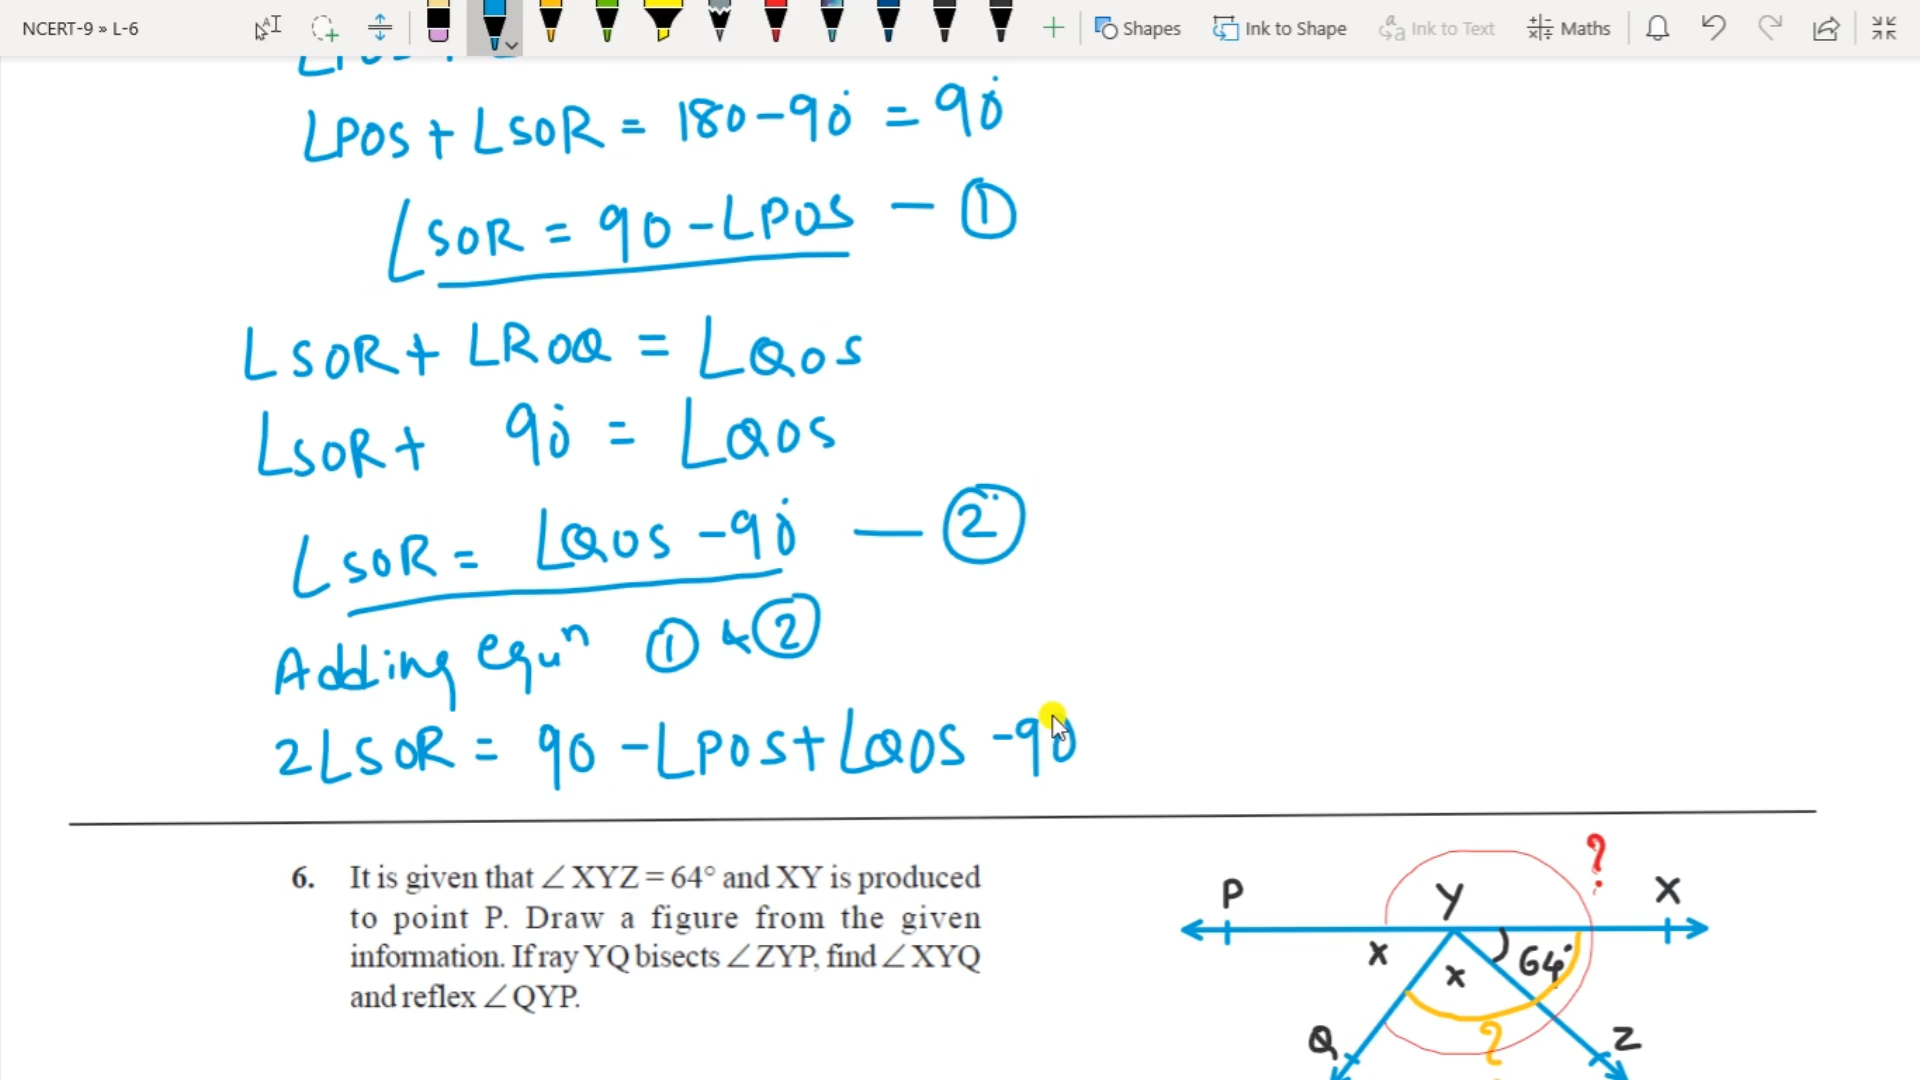 NCERT-9 » L-6 Shapes Ink to Shape Ink to Text Maths
∠POS + ∠SOR = 180 - 90° = 90°
∠SOR = 90 - ∠POS — ①
∠SOR + ∠ROQ = ∠QOS
∠SOR + 90° = ∠QOS
∠SOR = ∠QOS - 90° — ②
Adding equⁿ ① & ②
2∠SOR = 90 - ∠POS + ∠QOS - 90
6. It is given that ∠XYZ = 64° and XY is produced
to point P. Draw a figure from the given
information. If ray YQ bisects ∠ZYP, find ∠XYQ
and reflex ∠QYP.
?
P Y X
x x 64°
Q ? Z